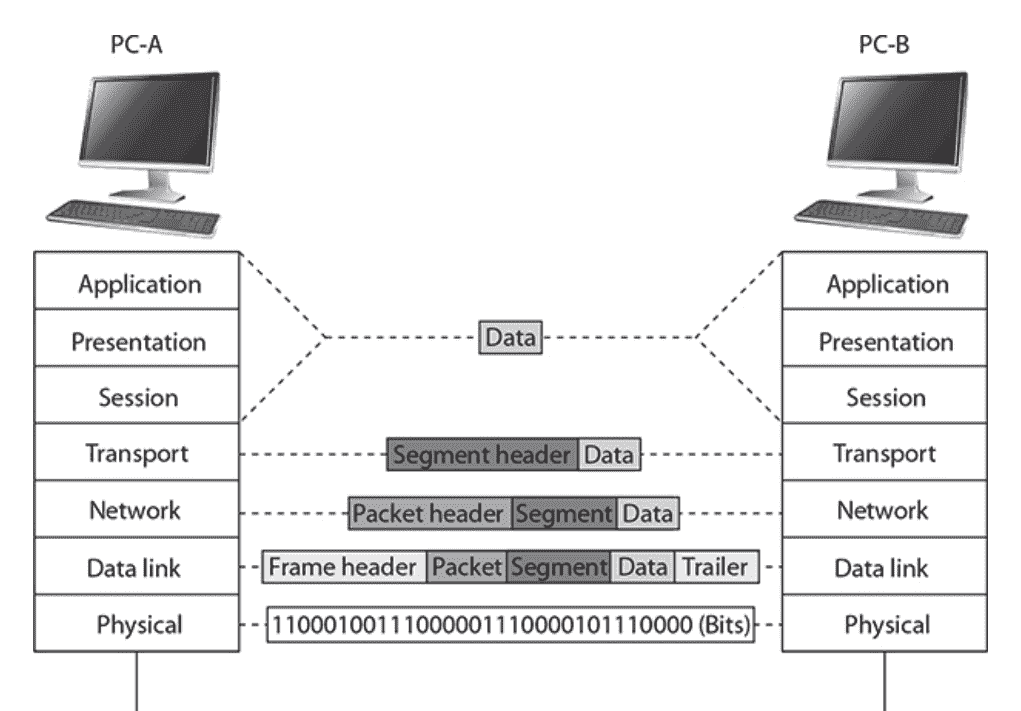 PC-A
PC-B
Application
Data
Application
Presentation
Presentation
Session
Session
Transport
Segment header Data
Transport
Network
Packet header Segment Data
Network
Data link
Frame header Packet Segment Data Trailer
Data link
Physical
1100010011100000111100001011110000 (Bits)
Physical